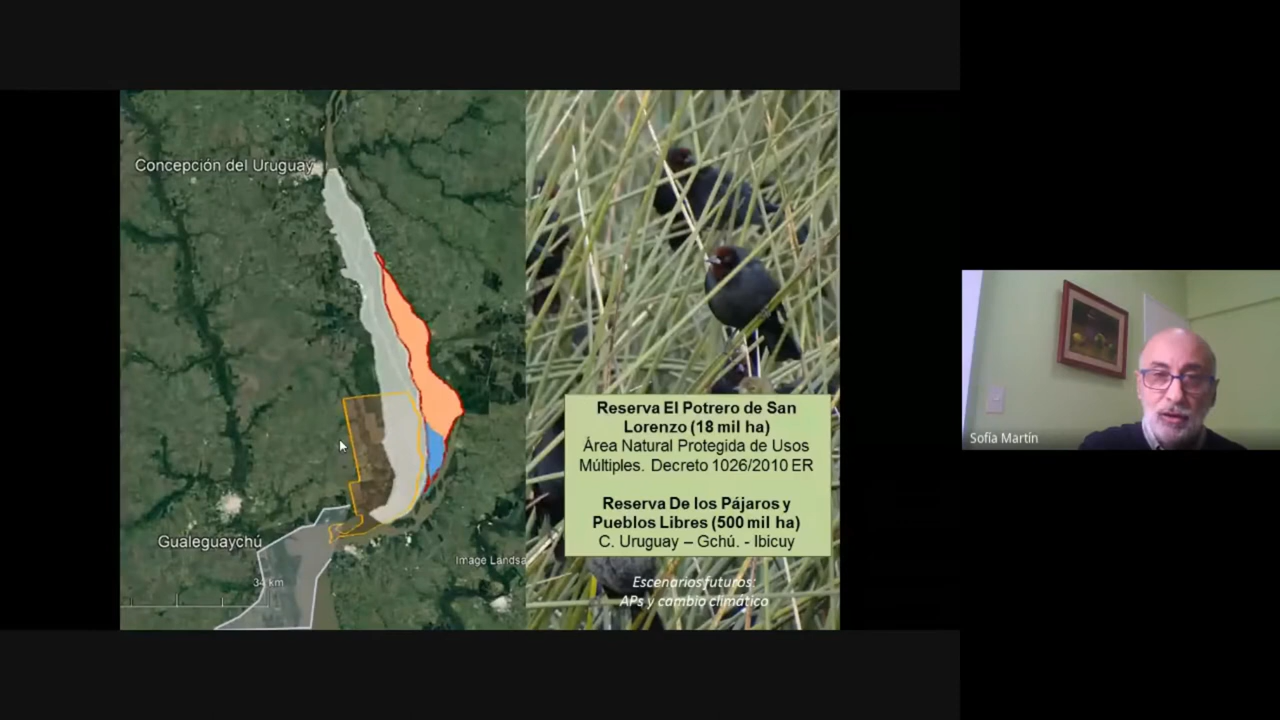 Concepción del Uruguay
Gualeguaychú
34 km
Image Landsa
Reserva El Potrero de San
Lorenzo (18 mil ha)
Área Natural Protegida de Usos
Múltiples. Decreto 1026/2010 ER
Reserva De los Pájaros y
Pueblos Libres (500 mil ha)
C. Uruguay – Gchú. - Ibicuy
Escenarios futuros:
APs y cambio climático
Sofía Martín